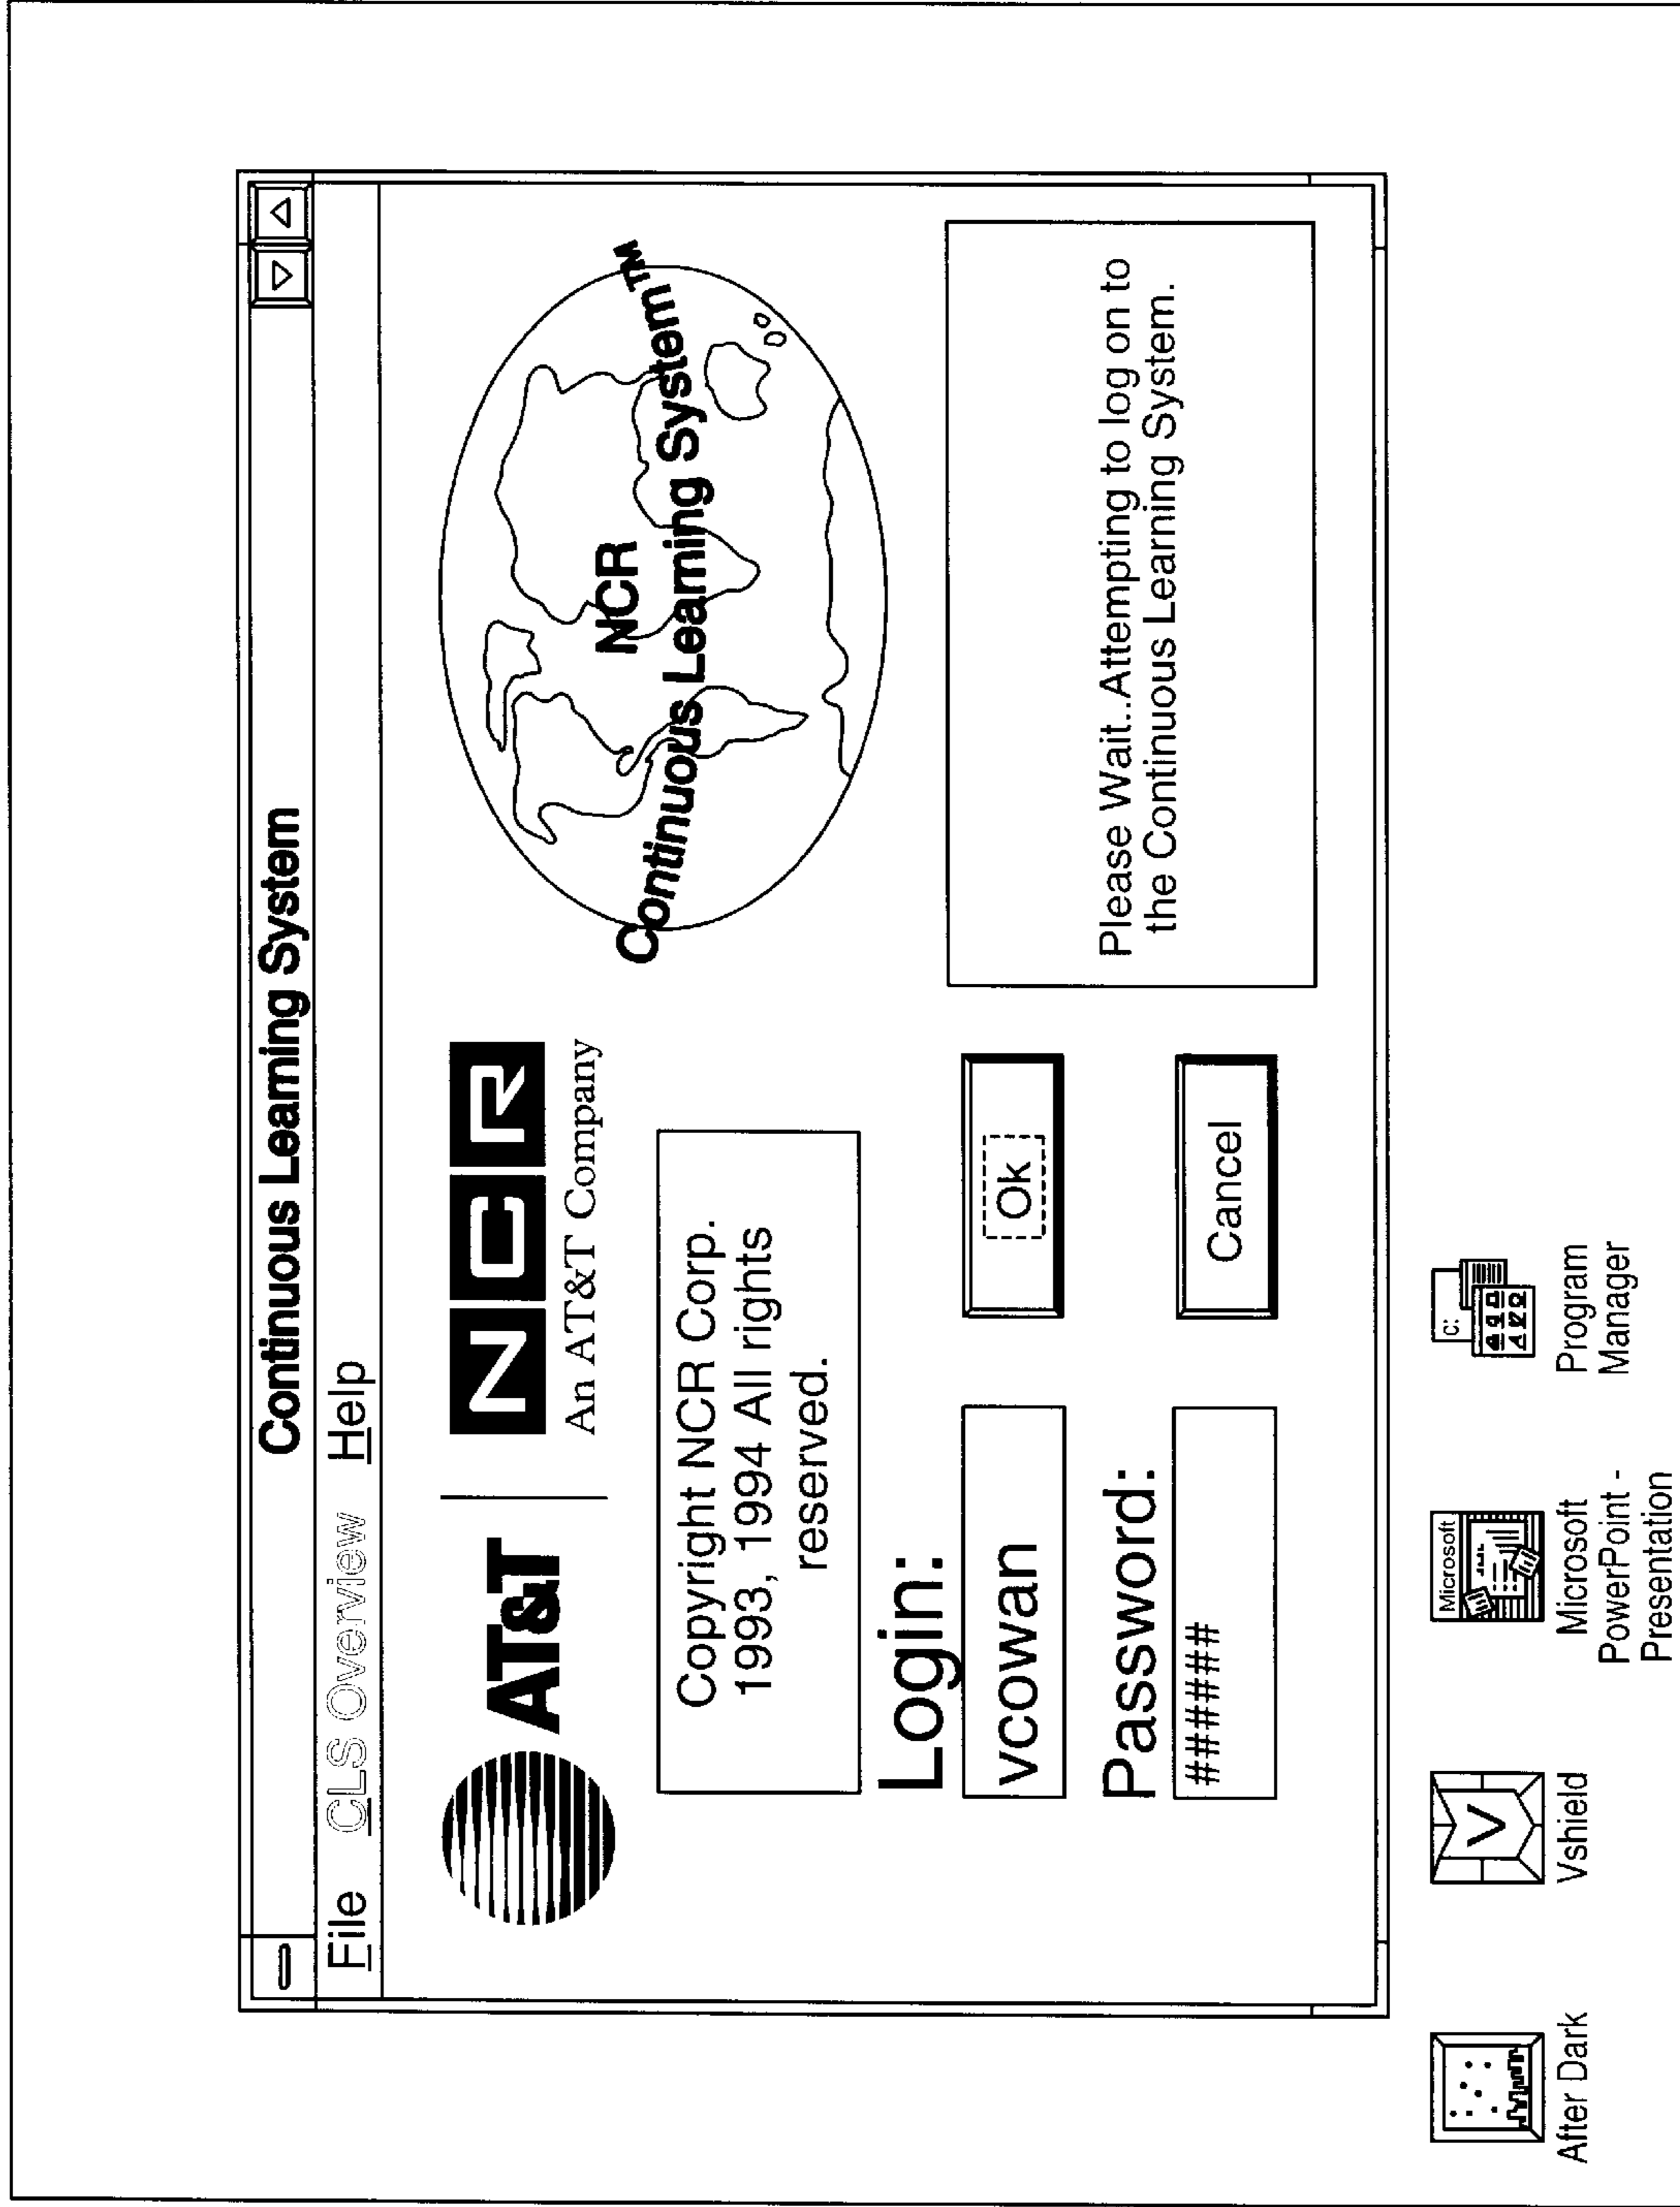 Continuous Learning System
File CLS Overview Help
AT&T
NCR
An AT&T Company
NCR
Continuous Learning System™
Copyright NCR Corp.
1993, 1994 All rights
reserved.
Login:
vcowan
Ok
Password:
######
Cancel
Please Wait..Attempting to log on to
the Continuous Learning System.
After Dark
V
Vshield
Microsoft
Microsoft
PowerPoint -
Presentation
C:
Program
Manager